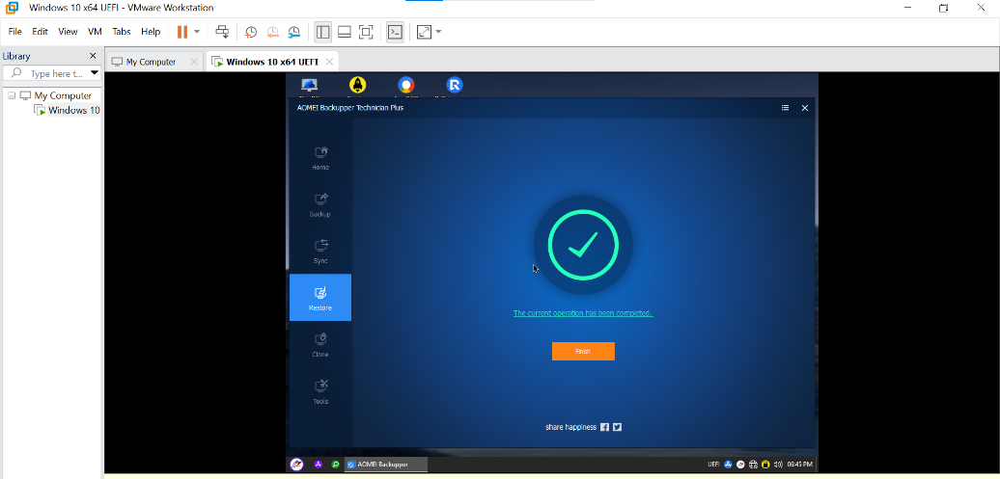 Windows 10 x64 UEFI - VMware Workstation
File Edit View VM Tabs Help
Library
Type here t...
My Computer
Windows 10
My Computer
Windows 10 x64 UEFI
AOMEI Backupper Technician Plus
Home
Backup
Sync
Restore
Clone
Tools
The current operation has been completed.
Finish
share happiness
AOMEI Backupper
UEFI
06:45 PM